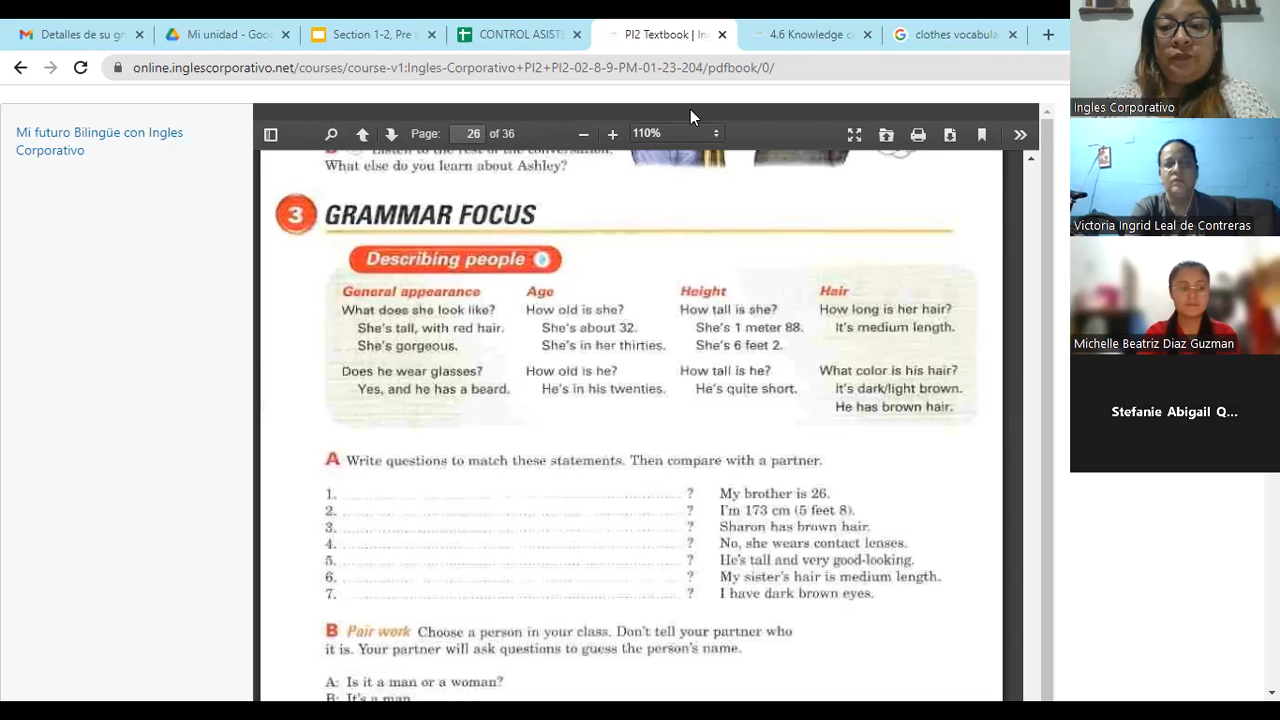 Detalles de su gr
Mi unidad - Goo
Section 1-2, Pre
CONTROL ASIST
PI2 Textbook | In
4.6 Knowledge c
clothes vocabula
online.inglescorporativo.net/courses/course-v1:Ingles-Corporativo+PI2+PI2-02-8-9-PM-01-23-204/pdfbook/0/
Mi futuro Bilingüe con Ingles
Corporativo
Page: 26 of 36
110%
What else do you learn about Ashley?
3 GRAMMAR FOCUS
Describing people
General appearance
What does she look like?
She's tall, with red hair.
She's gorgeous.
Does he wear glasses?
Yes, and he has a beard.
Age
How old is she?
She's about 32.
She's in her thirties.
How old is he?
He's in his twenties.
Height
How tall is she?
She's 1 meter 88.
She's 6 feet 2.
How tall is he?
He's quite short.
Hair
How long is her hair?
It's medium length.
What color is his hair?
It's dark/light brown.
He has brown hair.
A Write questions to match these statements. Then compare with a partner.
1. ? My brother is 26.
2. ? I'm 173 cm (5 feet 8).
3. ? Sharon has brown hair.
4. ? No, she wears contact lenses.
5. ? He's tall and very good-looking.
6. ? My sister's hair is medium length.
7. ? I have dark brown eyes.
B Pair work Choose a person in your class. Don't tell your partner who
it is. Your partner will ask questions to guess the person's name.
A: Is it a man or a woman?
B: It's a man.
Ingles Corporativo
Victoria Ingrid Leal de Contreras
Michelle Beatriz Diaz Guzman
Stefanie Abigail Q...